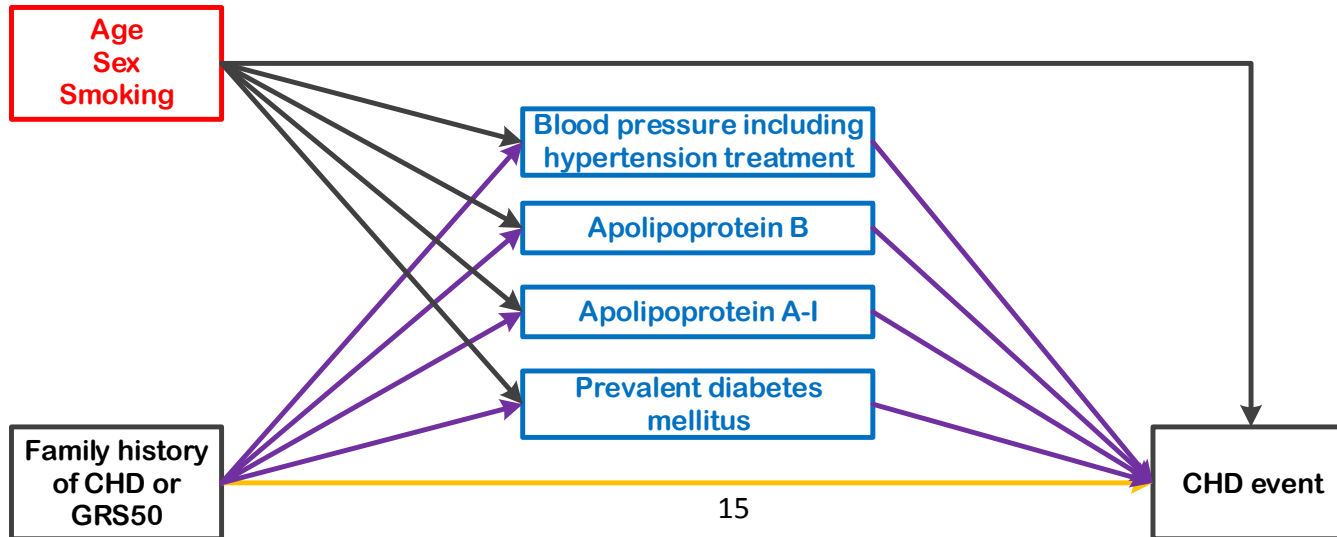 Age
Sex
Smoking
Blood pressure including
hypertension treatment
Apolipoprotein B
Apolipoprotein A-I
Prevalent diabetes
mellitus
Family history
of CHD or
GRS50
CHD event
15